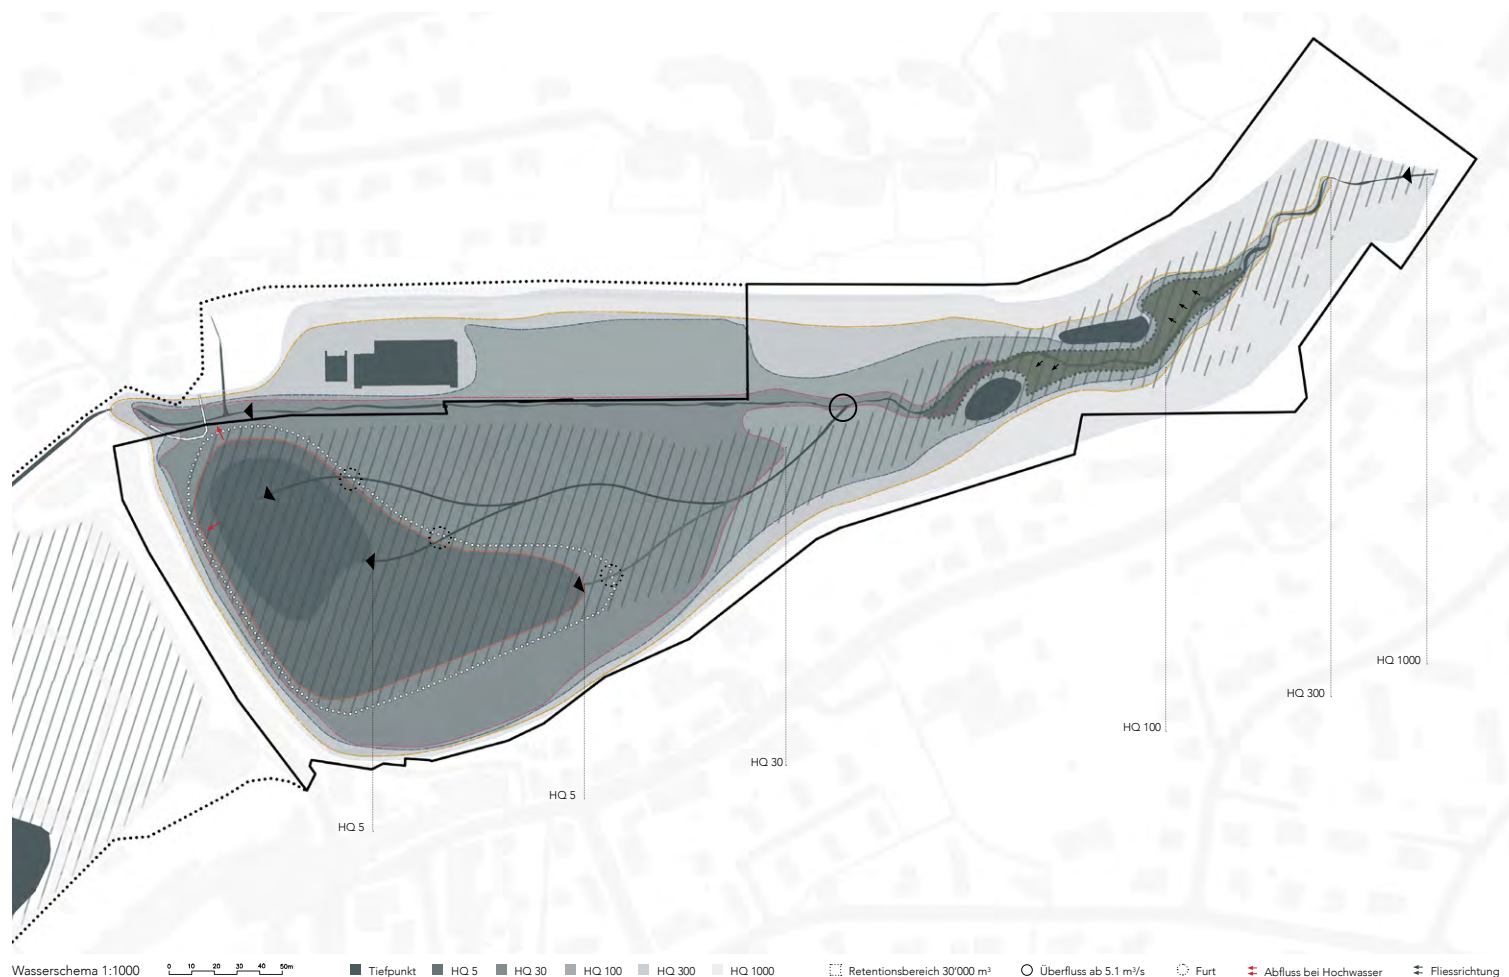 HQ 1000
HQ 300
HQ 100
HQ 30
HQ 5
HQ 5
Wasserschema 1:1000 0 10 20 30 40 50m Tiefpunkt HQ 5 HQ 30 HQ 100 HQ 300 HQ 1000 Retentionsbereich 30'000 m³ Überfluss ab 5.1 m³/s Furt Abfluss bei Hochwasser Fliessrichtung